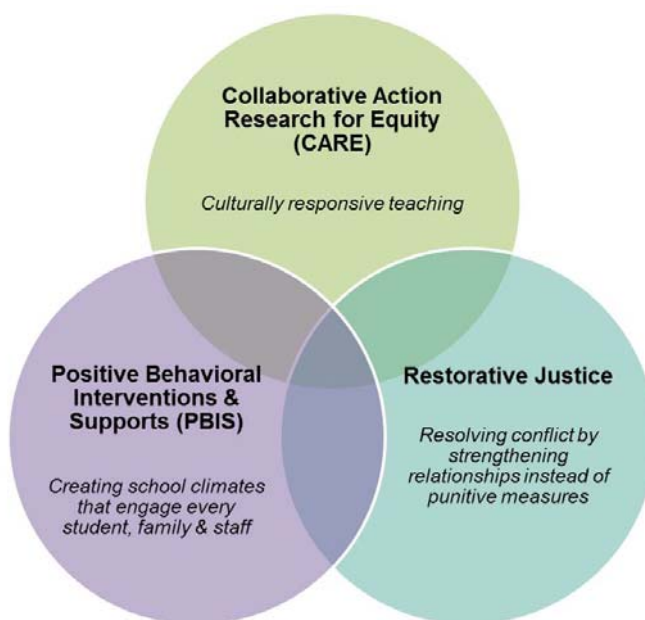 Collaborative Action
Research for Equity
(CARE)
Culturally responsive teaching
Positive Behavioral
Interventions &
Supports (PBIS)
Creating school climates
that engage every
student, family & staff
Restorative Justice
Resolving conflict by
strengthening
relationships instead of
punitive measures